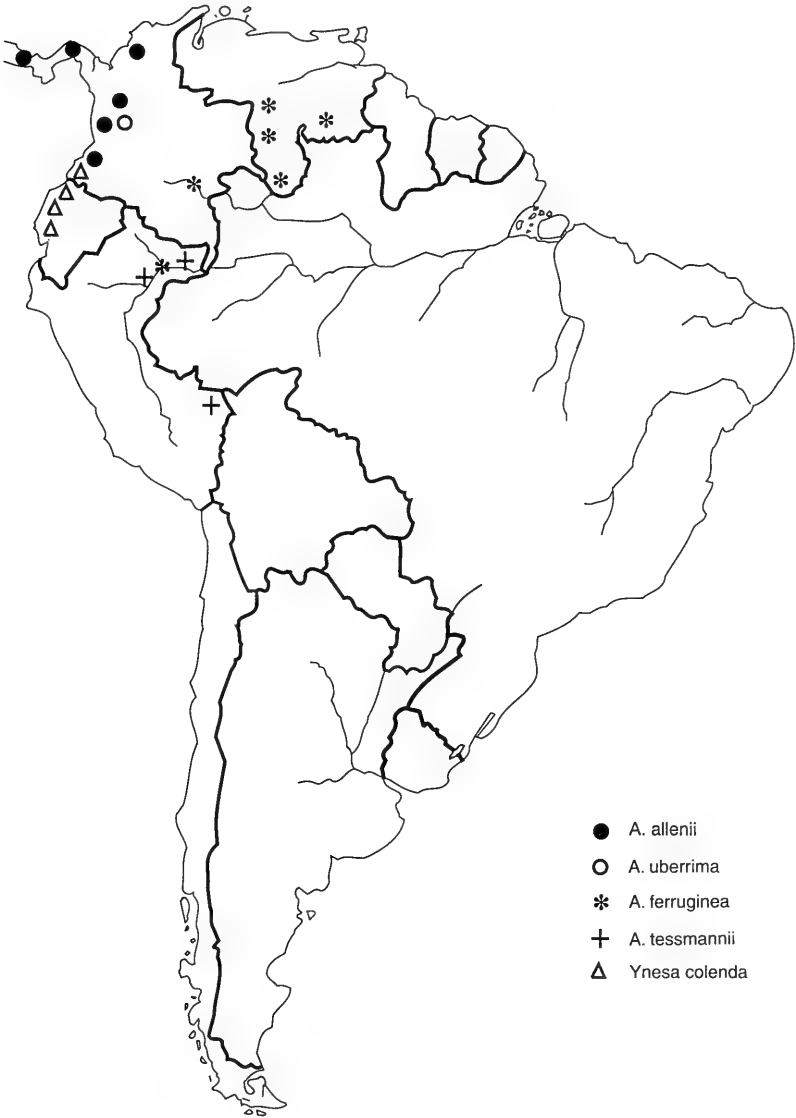 A. allenii
A. uberrima
A. ferruginea
A. tessmannii
Ynesa colenda